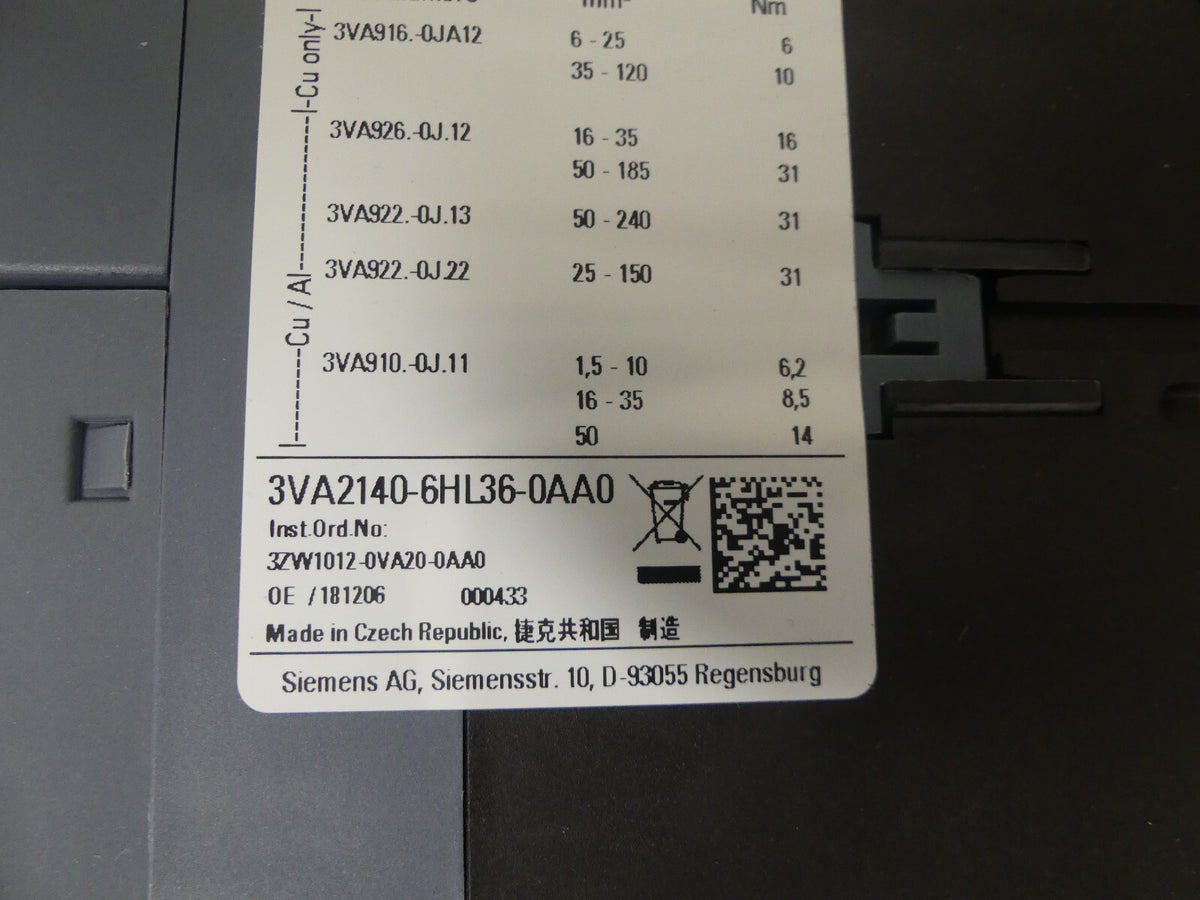 mm² Nm
3VA916.-0JA12 6 - 25 6
35 - 120 10
3VA926.-0J.12 16 - 35 16
50 - 185 31
3VA922.-0J.13 50 - 240 31
3VA922.-0J.22 25 - 150 31
3VA910.-0J.11 1,5 - 10 6,2
16 - 35 8,5
50 14
|--------Cu / Al|-------------|-Cu only-|
3VA2140-6HL36-0AA0
Inst.Ord.No:
3ZW1012-0VA20-0AA0
OE /181206 000433
Made in Czech Republic, 捷克共和国 制造
Siemens AG, Siemensstr. 10, D-93055 Regensburg